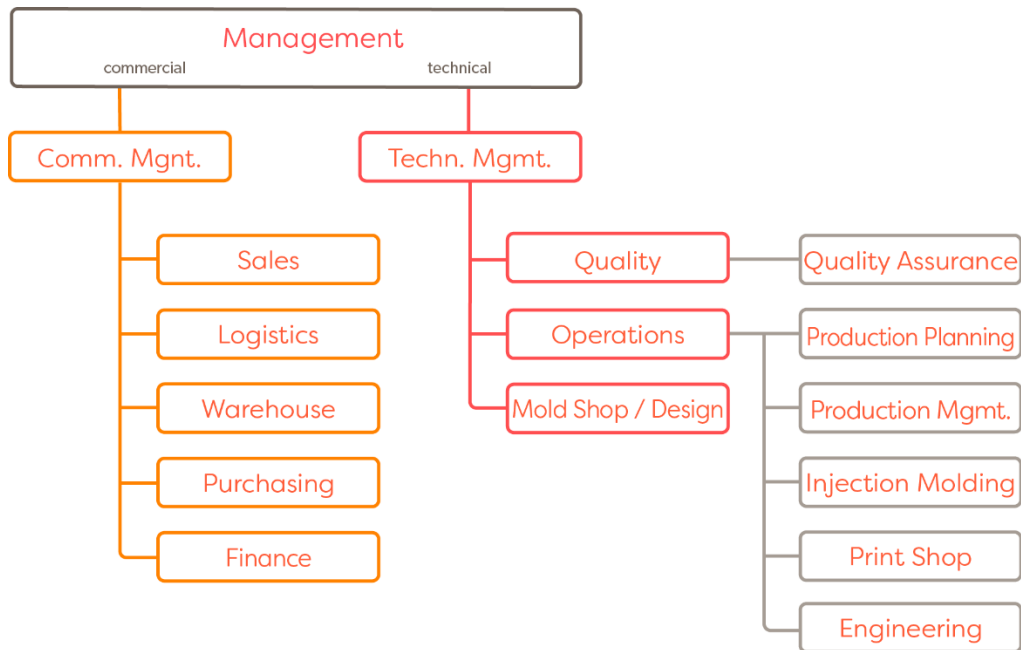 Management
commercial
technical
Comm. Mgnt.
Techn. Mgmt.
Sales
Quality
Quality Assurance
Logistics
Operations
Production Planning
Warehouse
Mold Shop / Design
Production Mgmt.
Purchasing
Injection Molding
Finance
Print Shop
Engineering